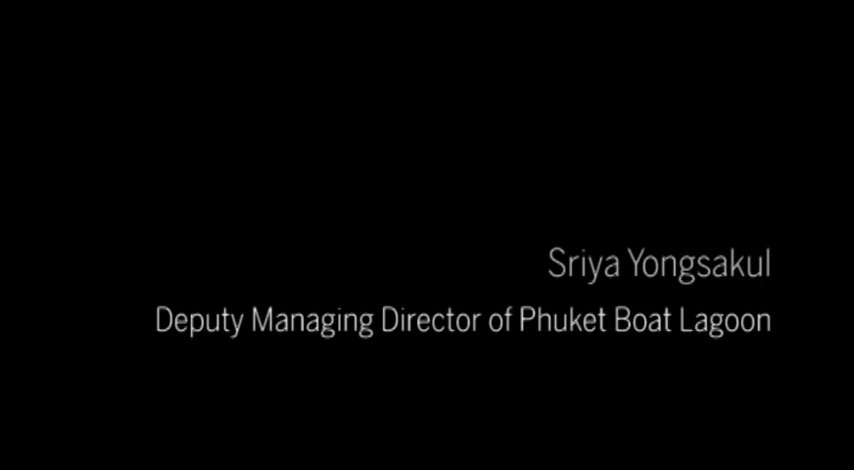 Sriya Yongsakul
Deputy Managing Director of Phuket Boat Lagoon